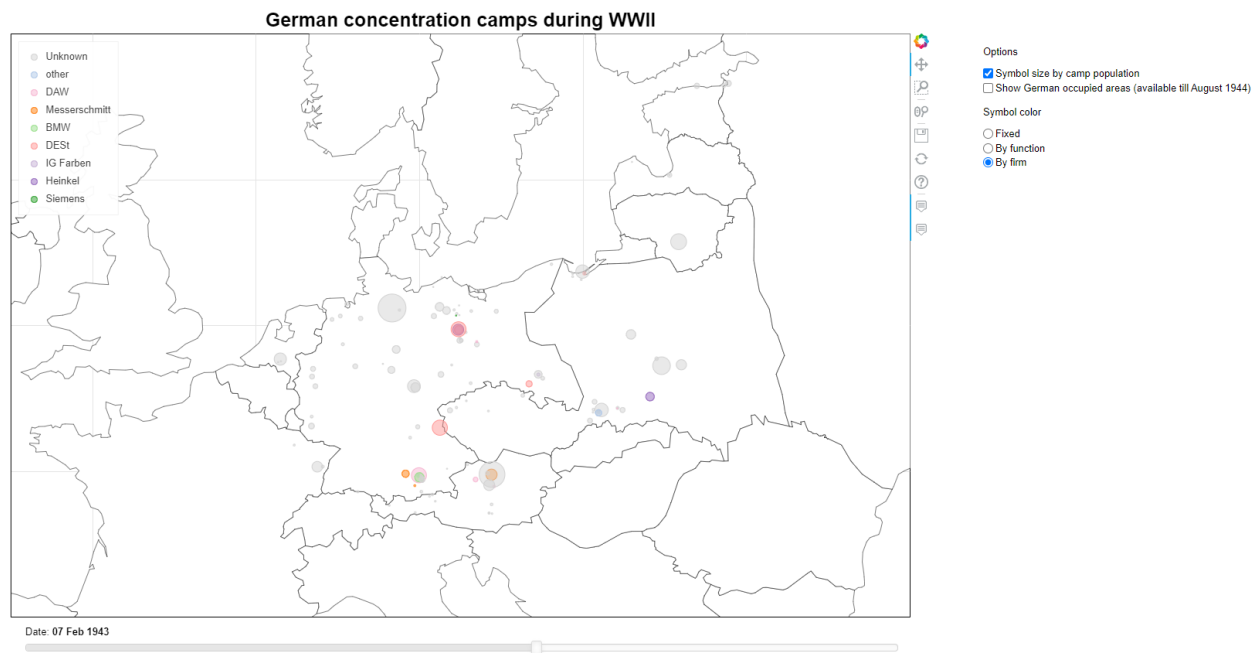 German concentration camps during WWII
Unknown
other
DAW
Messerschmitt
BMW
DESt
IG Farben
Heinkel
Siemens
Options
Symbol size by camp population
Show German occupied areas (available till August 1944)
Symbol color
Fixed
By function
By firm
Date: 07 Feb 1943